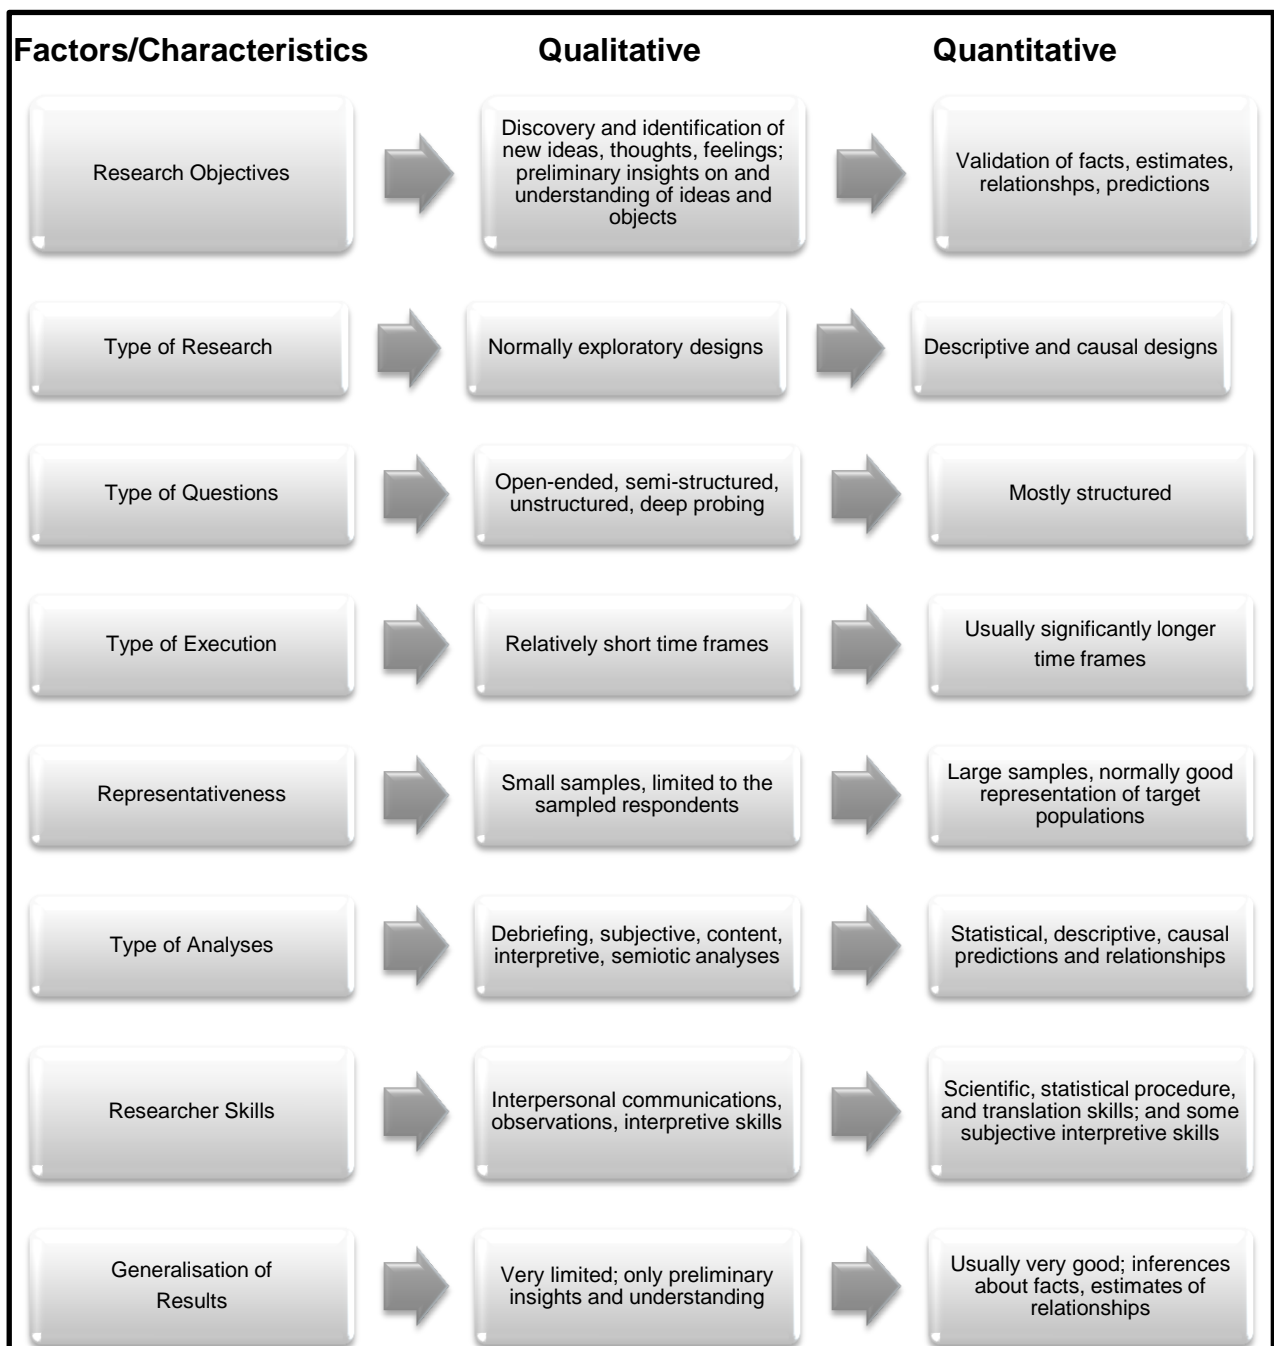 Factors/Characteristics Qualitative Quantitative
Research Objectives
Discovery and identification of
new ideas, thoughts, feelings;
preliminary insights on and
understanding of ideas and
objects
Validation of facts, estimates,
relationshps, predictions
Type of Research
Normally exploratory designs
Descriptive and causal designs
Type of Questions
Open-ended, semi-structured,
unstructured, deep probing
Mostly structured
Type of Execution
Relatively short time frames
Usually significantly longer
time frames
Representativeness
Small samples, limited to the
sampled respondents
Large samples, normally good
representation of target
populations
Type of Analyses
Debriefing, subjective, content,
interpretive, semiotic analyses
Statistical, descriptive, causal
predictions and relationships
Researcher Skills
Interpersonal communications,
observations, interpretive skills
Scientific, statistical procedure,
and translation skills; and some
subjective interpretive skills
Generalisation of
Results
Very limited; only preliminary
insights and understanding
Usually very good; inferences
about facts, estimates of
relationships